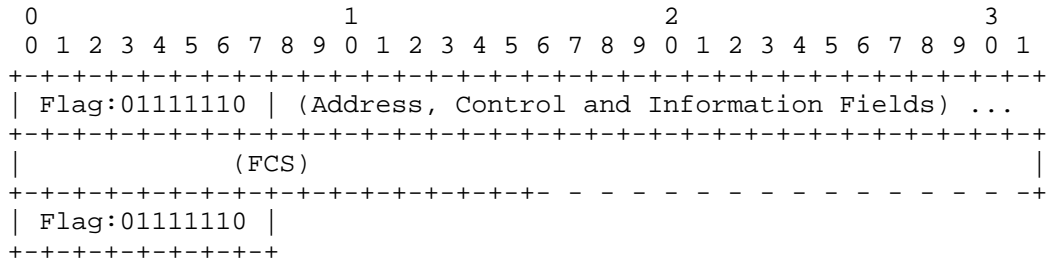 0                   1                   2                   3
 0 1 2 3 4 5 6 7 8 9 0 1 2 3 4 5 6 7 8 9 0 1 2 3 4 5 6 7 8 9 0 1
+-+-+-+-+-+-+-+-+-+-+-+-+-+-+-+-+-+-+-+-+-+-+-+-+-+-+-+-+-+-+-+-+
| Flag:01111110 | (Address, Control and Information Fields) ...
+-+-+-+-+-+-+-+-+-+-+-+-+-+-+-+-+-+-+-+-+-+-+-+-+-+-+-+-+-+-+-+-+
|             (FCS)                                             |
+-+-+-+-+-+-+-+-+-+-+-+-+-+-+-+-+- - - - - - - - - - - - - - - -+
| Flag:01111110 |
+-+-+-+-+-+-+-+-+